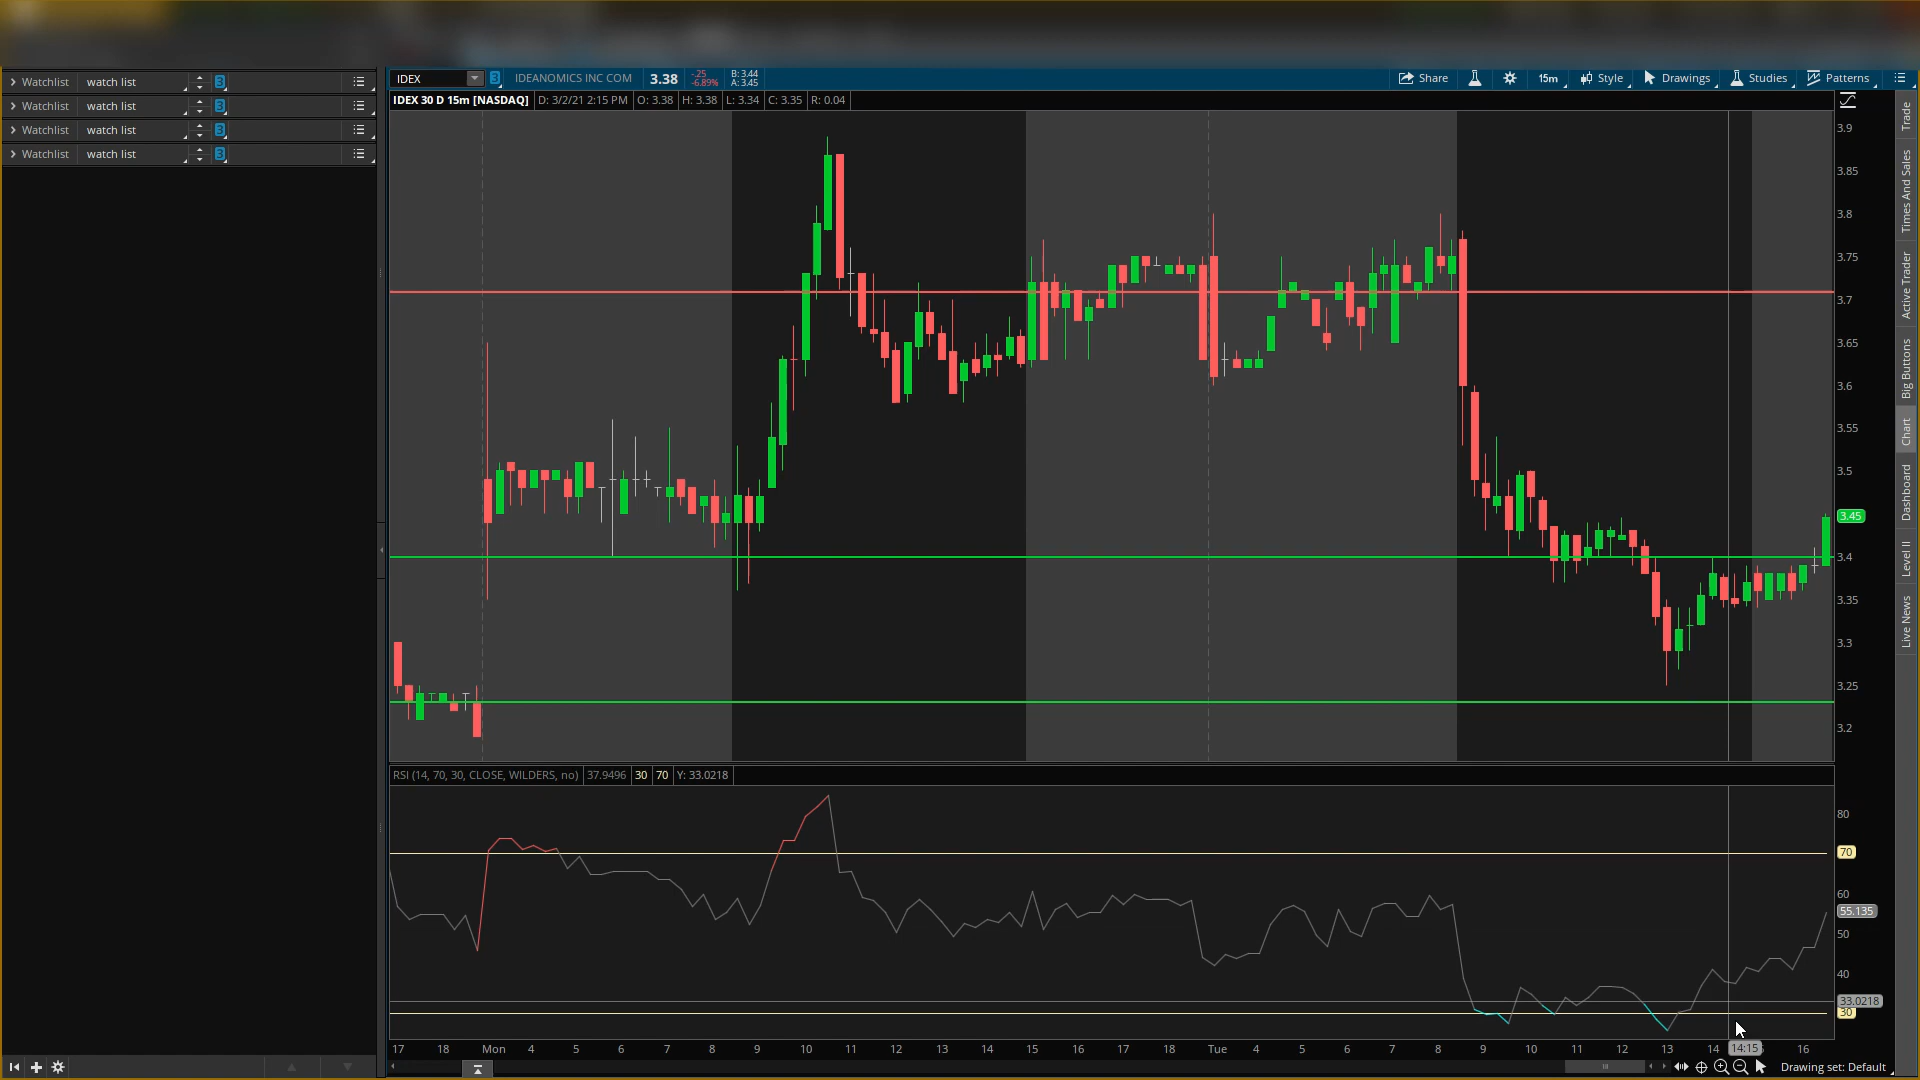 Watchlist watch list 3
Watchlist watch list 3
Watchlist watch list 3
Watchlist watch list 3
IDEX 3 IDEANOMICS INC COM 3.38 -.25 -6.89% B: 3.44 A: 3.45 Share 15m Style Drawings Studies Patterns
IDEX 30 D 15m [NASDAQ] D: 3/2/21 2:15 PM O: 3.38 H: 3.38 L: 3.34 C: 3.35 R: 0.04
3.9
3.85
3.8
3.75
3.7
3.65
3.6
3.55
3.5
3.45
3.4
3.35
3.3
3.25
3.2
RSI (14, 70, 30, CLOSE, WILDERS, no) 37.9496 30 70 Y: 33.0218
80
70
60
55.135
50
40
33.0218
30
17 18 Mon 4 5 6 7 8 9 10 11 12 13 14 15 16 17 18 Tue 4 5 6 7 8 9 10 11 12 13 14 14:15 16
Drawing set: Default
Trade
Times And Sales
Active Trader
Big Buttons
Chart
Dashboard
Level II
Live News